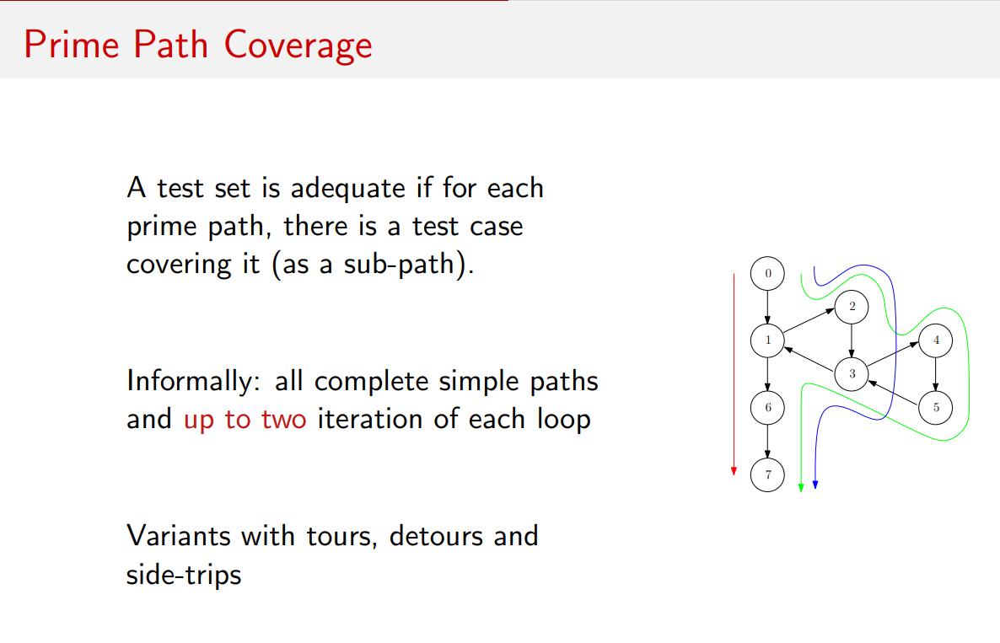 Prime Path Coverage
A test set is adequate if for each
prime path, there is a test case
covering it (as a sub-path).
Informally: all complete simple paths
and up to two iteration of each loop
Variants with tours, detours and
side-trips
0
2
1
4
3
6
5
7